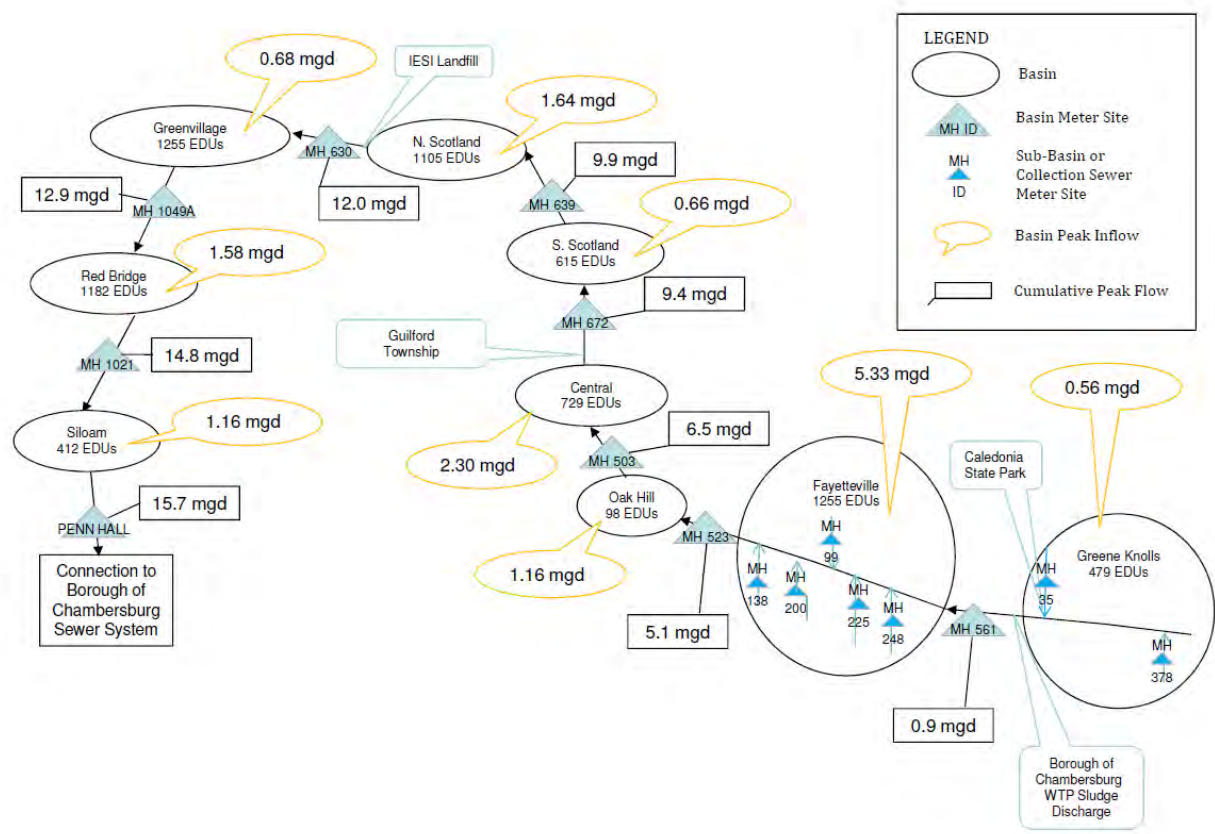 LEGEND
Basin
MH ID
Basin Meter Site
MH
ID
Sub-Basin or
Collection Sewer
Meter Site
Basin Peak Inflow
Cumulative Peak Flow
0.68 mgd
IESI Landfill
Greenvillage
1255 EDUs
MH 630
N. Scotland
1105 EDUs
1.64 mgd
12.9 mgd
MH 1049A
12.0 mgd
9.9 mgd
MH 639
0.66 mgd
S. Scotland
615 EDUs
Red Bridge
1182 EDUs
1.58 mgd
9.4 mgd
MH 672
Guilford
Township
MH 1021
14.8 mgd
Central
729 EDUs
5.33 mgd
0.56 mgd
Siloam
412 EDUs
1.16 mgd
2.30 mgd
MH 503
6.5 mgd
Caledonia
State Park
Oak Hill
98 EDUs
Fayetteville
1255 EDUs
PENN HALL
15.7 mgd
MH 523
MH
99
Greene Knolls
479 EDUs
Connection to
Borough of
Chambersburg
Sewer System
1.16 mgd
MH
138
MH
200
MH
225
MH
248
MH
35
5.1 mgd
MH 561
MH
378
0.9 mgd
Borough of
Chambersburg
WTP Sludge
Discharge